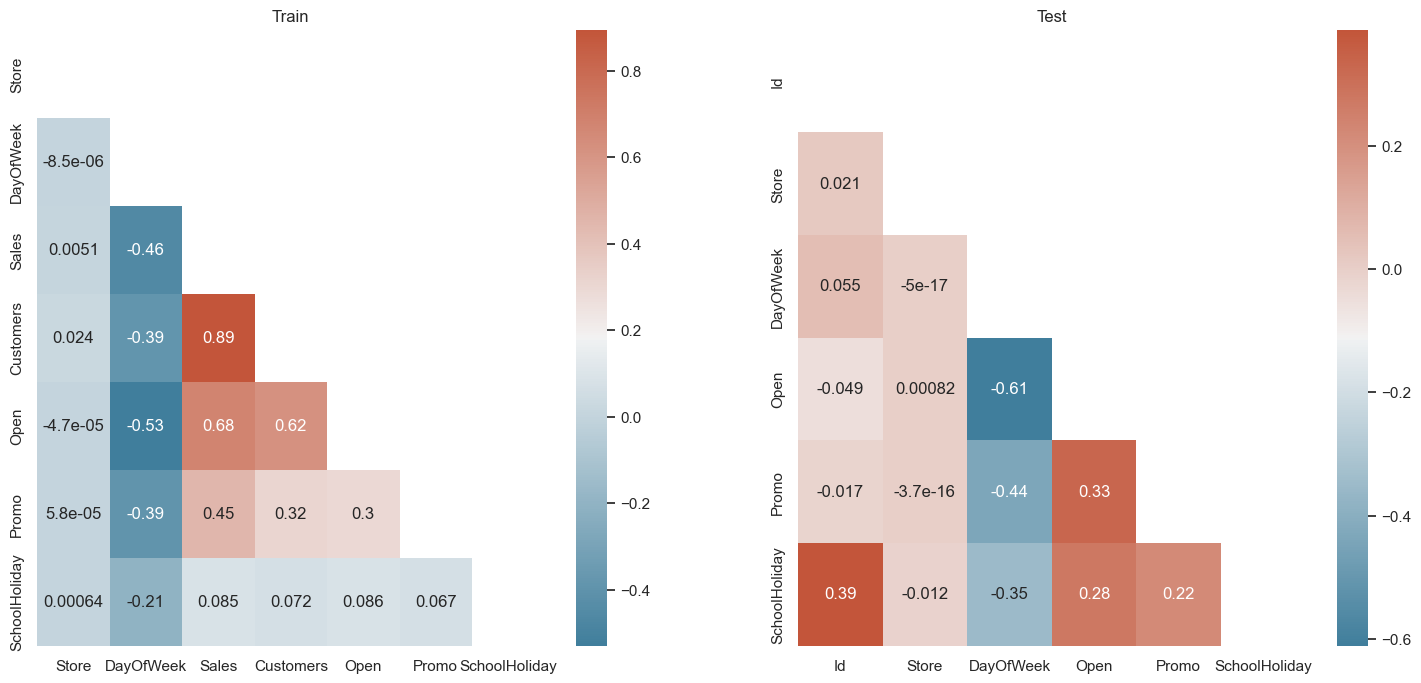 Train
Store
DayOfWeek -8.5e-06
Sales 0.0051 -0.46
Customers 0.024 -0.39 0.89
Open -4.7e-05 -0.53 0.68 0.62
Promo 5.8e-05 -0.39 0.45 0.32 0.3
SchoolHoliday 0.00064 -0.21 0.085 0.072 0.086 0.067
Store DayOfWeek Sales Customers Open Promo SchoolHoliday
0.8
0.6
0.4
0.2
0.0
−0.2
−0.4
Test
Id
Store 0.021
DayOfWeek 0.055 -5e-17
Open -0.049 0.00082 -0.61
Promo -0.017 -3.7e-16 -0.44 0.33
SchoolHoliday 0.39 -0.012 -0.35 0.28 0.22
Id Store DayOfWeek Open Promo SchoolHoliday
0.2
0.0
−0.2
−0.4
−0.6